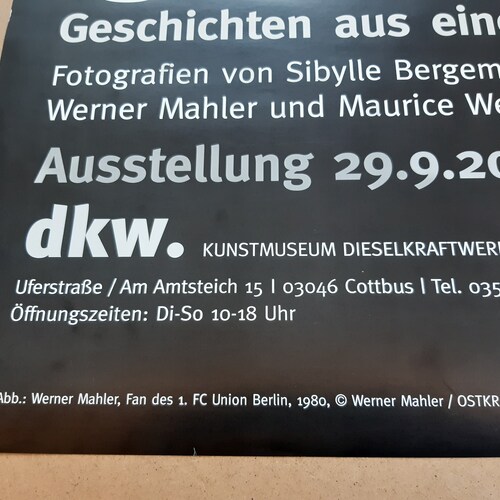 Geschichten aus ein
Fotografien von Sibylle Bergem
Werner Mahler und Maurice We
Ausstellung 29.9.20
dkw. KUNSTMUSEUM DIESELKRAFTWERK
Uferstraße / Am Amtsteich 15 | 03046 Cottbus | Tel. 035
Öffnungszeiten: Di-So 10-18 Uhr
Abb.: Werner Mahler, Fan des 1. FC Union Berlin, 1980, © Werner Mahler / OSTKR